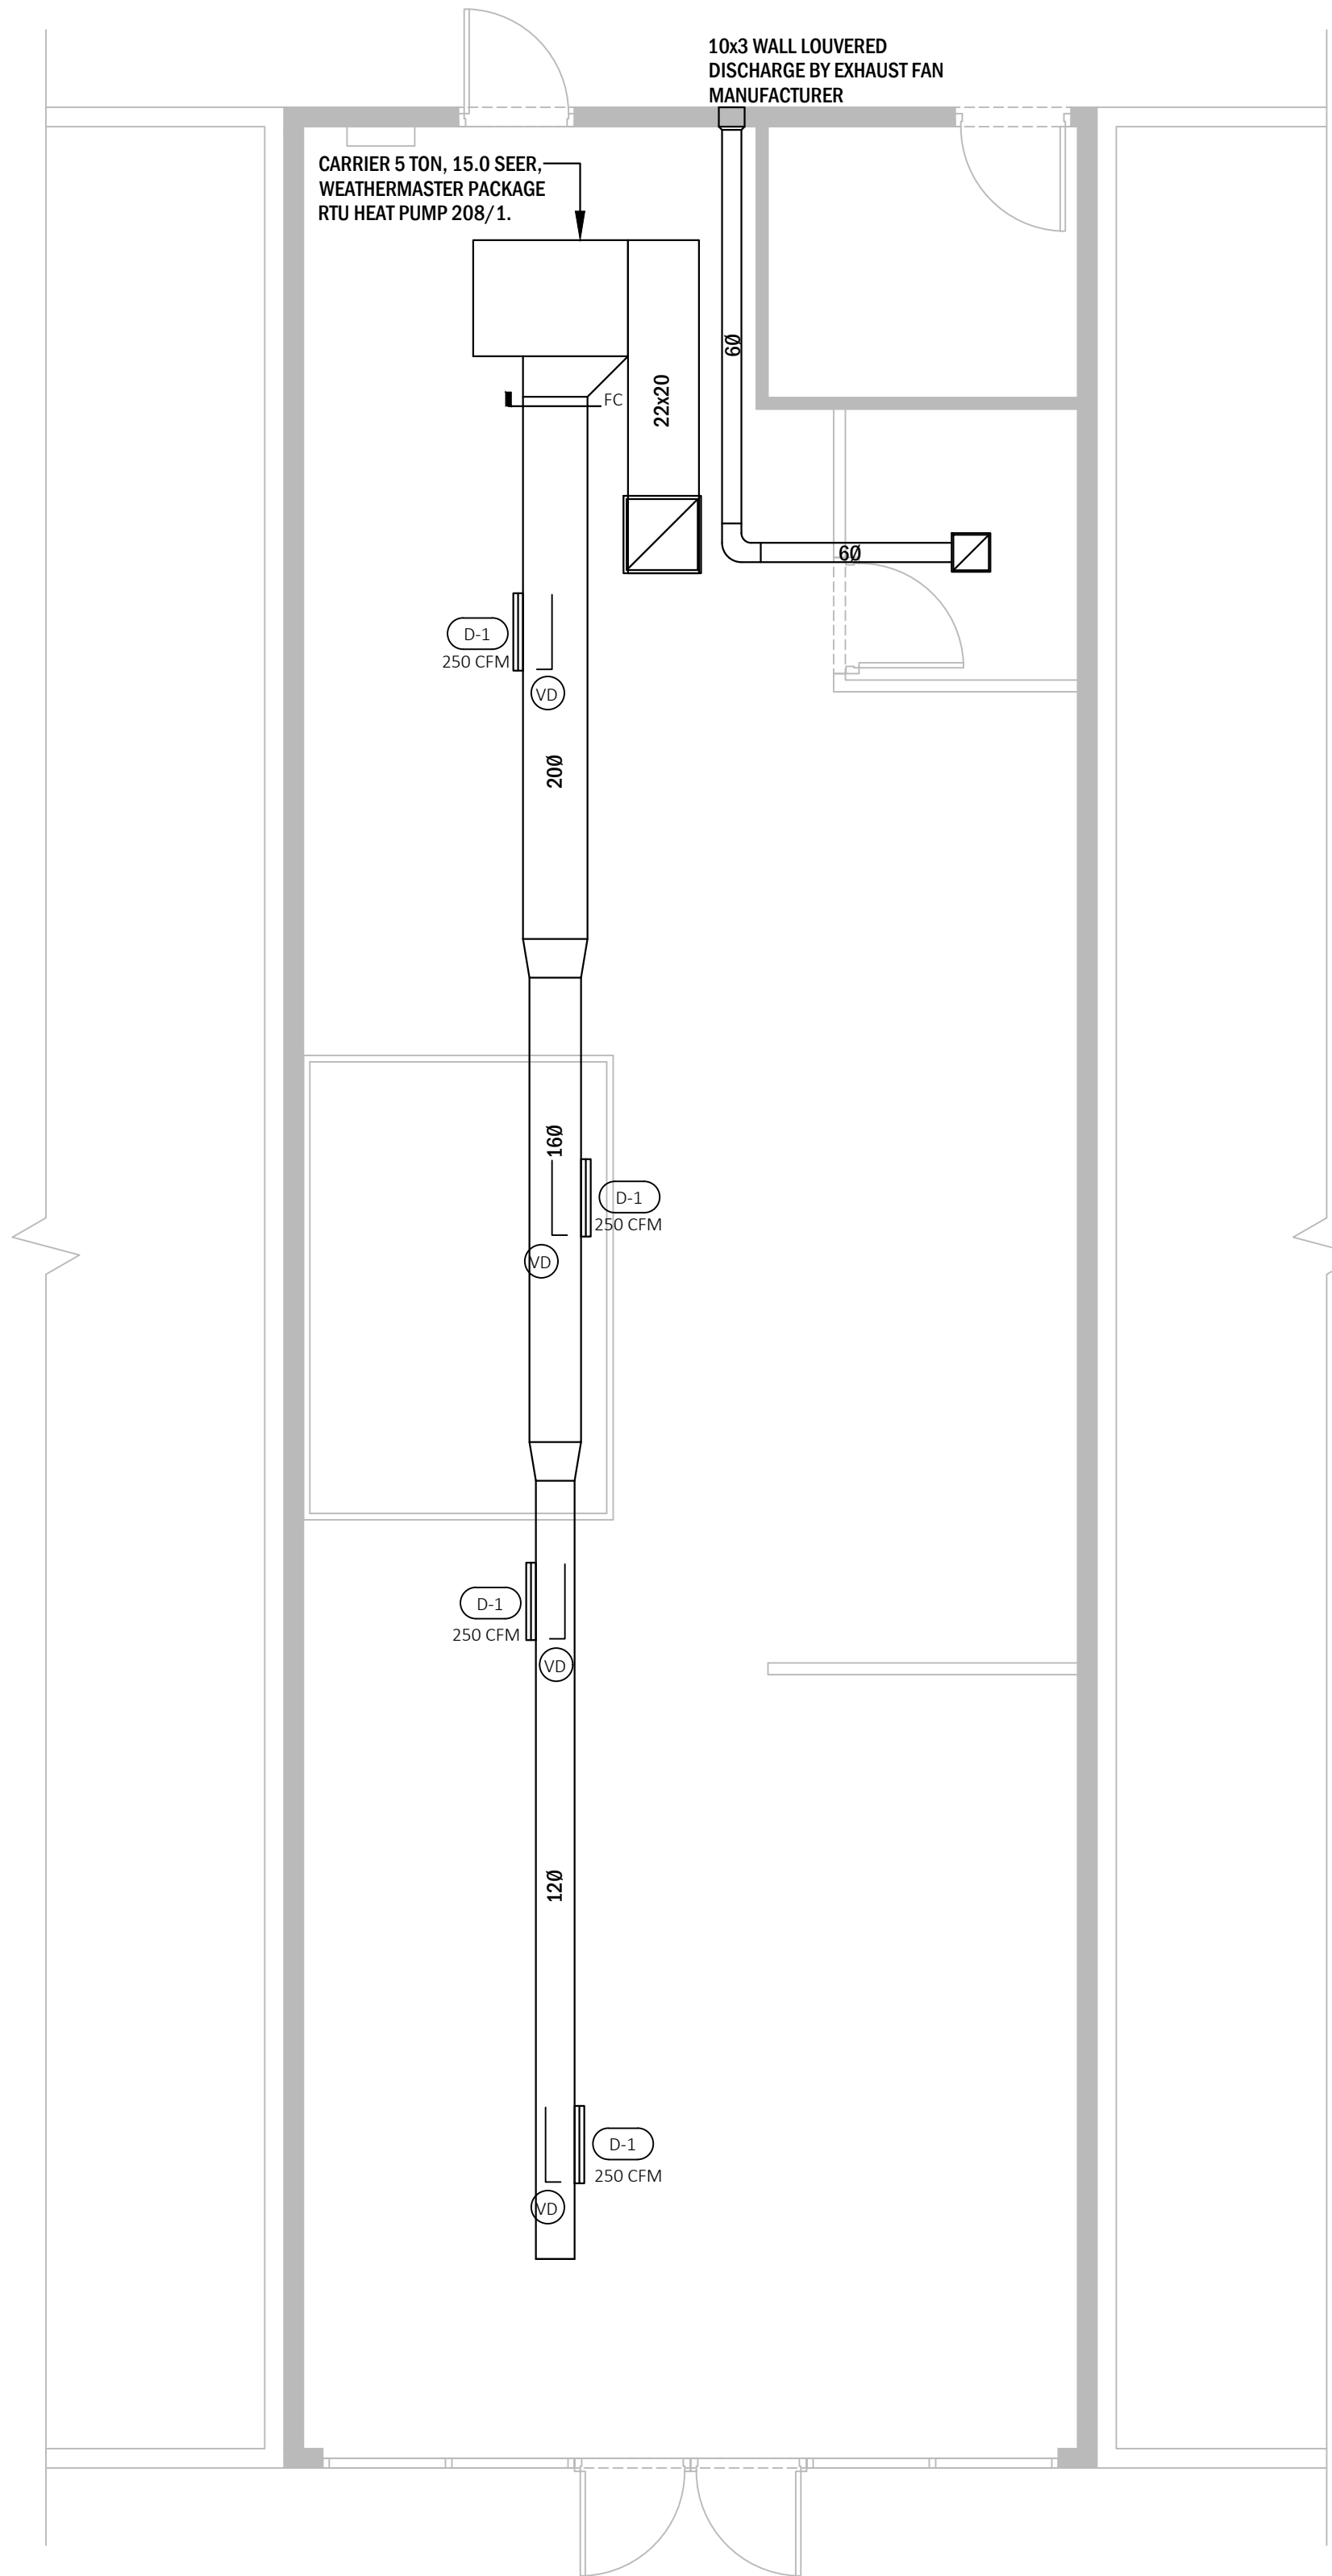 10x3 WALL LOUVERED
DISCHARGE BY EXHAUST FAN
MANUFACTURER
CARRIER 5 TON, 15.0 SEER,
WEATHERMASTER PACKAGE
RTU HEAT PUMP 208/1.
6Ø
22x20
FC
6Ø
D-1
250 CFM
VD
20Ø
16Ø
D-1
250 CFM
VD
D-1
250 CFM
VD
12Ø
D-1
250 CFM
VD